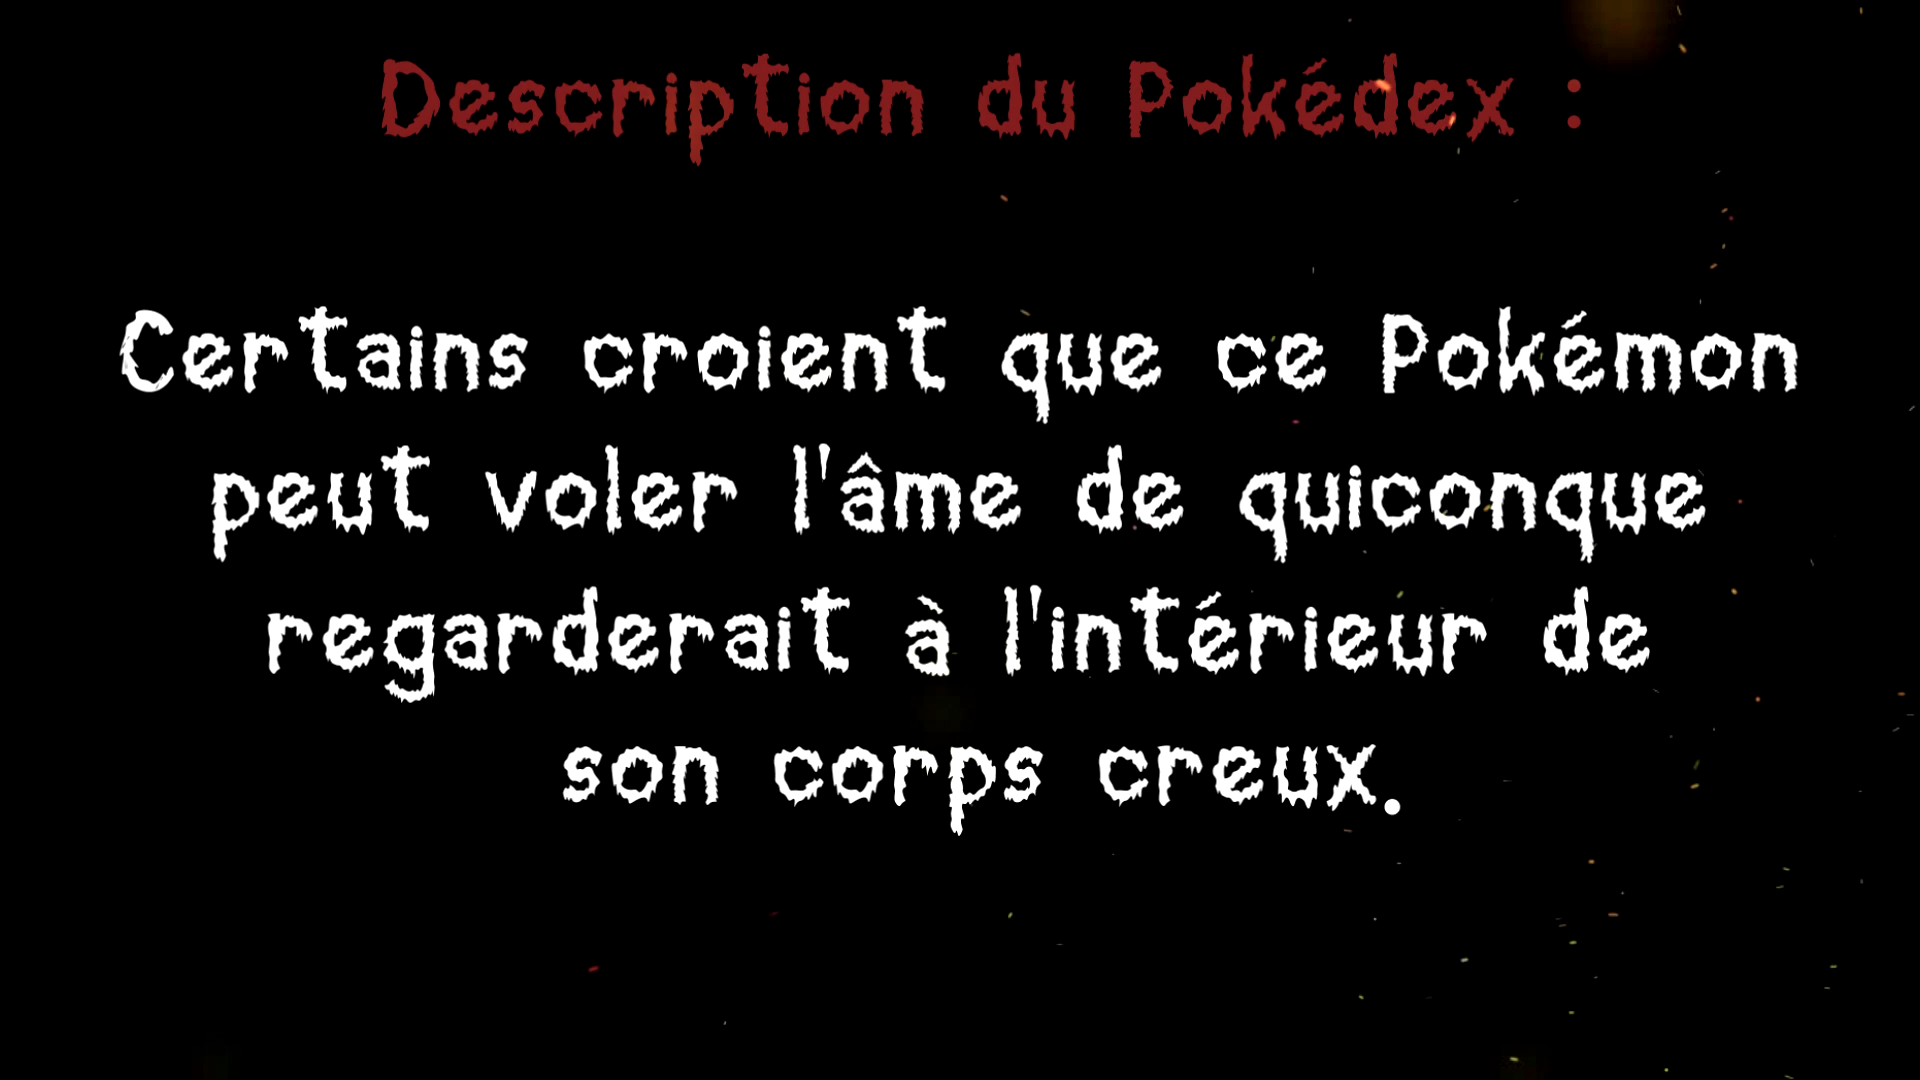 Description du Pokédex :
Certains croient que ce Pokémon
peut voler l'âme de quiconque
regarderait à l'intérieur de
son corps creux.